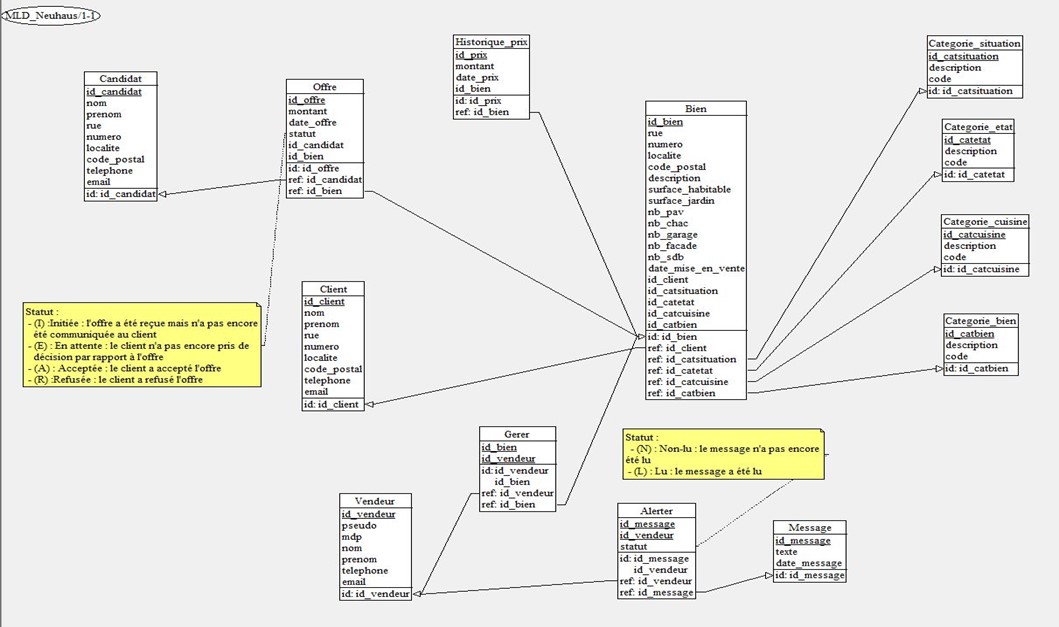 MLD_Neuhaus/1-1
Candidat
id_candidat
nom
prenom
rue
numero
localite
code_postal
telephone
email
id: id_candidat
Offre
id_offre
montant
date_offre
statut
id_candidat
id_bien
id: id_offre
ref: id_candidat
ref: id_bien
Historique_prix
id_prix
montant
date_prix
id_bien
id: id_prix
ref: id_bien
Bien
id_bien
rue
numero
localite
code_postal
description
surface_habitable
surface_jardin
nb_pav
nb_chac
nb_garage
nb_facade
nb_sdb
date_mise_en_vente
id_client
id_catsituation
id_catetat
id_catcuisine
id_catbien
id: id_bien
ref: id_client
ref: id_catsituation
ref: id_catetat
ref: id_catcuisine
ref: id_catbien
Categorie_situation
id_catsituation
description
code
id: id_catsituation
Categorie_etat
id_catetat
description
code
id: id_catetat
Categorie_cuisine
id_catcuisine
description
code
id: id_catcuisine
Categorie_bien
id_catbien
description
code
id: id_catbien
Statut :
- (I) :Initiée : l'offre a été reçue mais n'a pas encore
été communiquée au client
- (E) : En attente : le client n'a pas encore pris de
décision par rapport à l'offre
- (A) : Acceptée : le client a accepté l'offre
- (R) :Refusée : le client a refusé l'offre
Client
id_client
nom
prenom
rue
numero
localite
code_postal
telephone
email
id: id_client
Gerer
id_bien
id_vendeur
id: id_vendeur
id_bien
ref: id_vendeur
ref: id_bien
Statut :
- (N) : Non-lu : le message n'a pas encore
été lu
- (L) : Lu : le message a été lu
Vendeur
id_vendeur
pseudo
mdp
nom
prenom
telephone
email
id: id_vendeur
Alerter
id_message
id_vendeur
statut
id: id_message
id_vendeur
ref: id_vendeur
ref: id_message
Message
id_message
texte
date_message
id: id_message